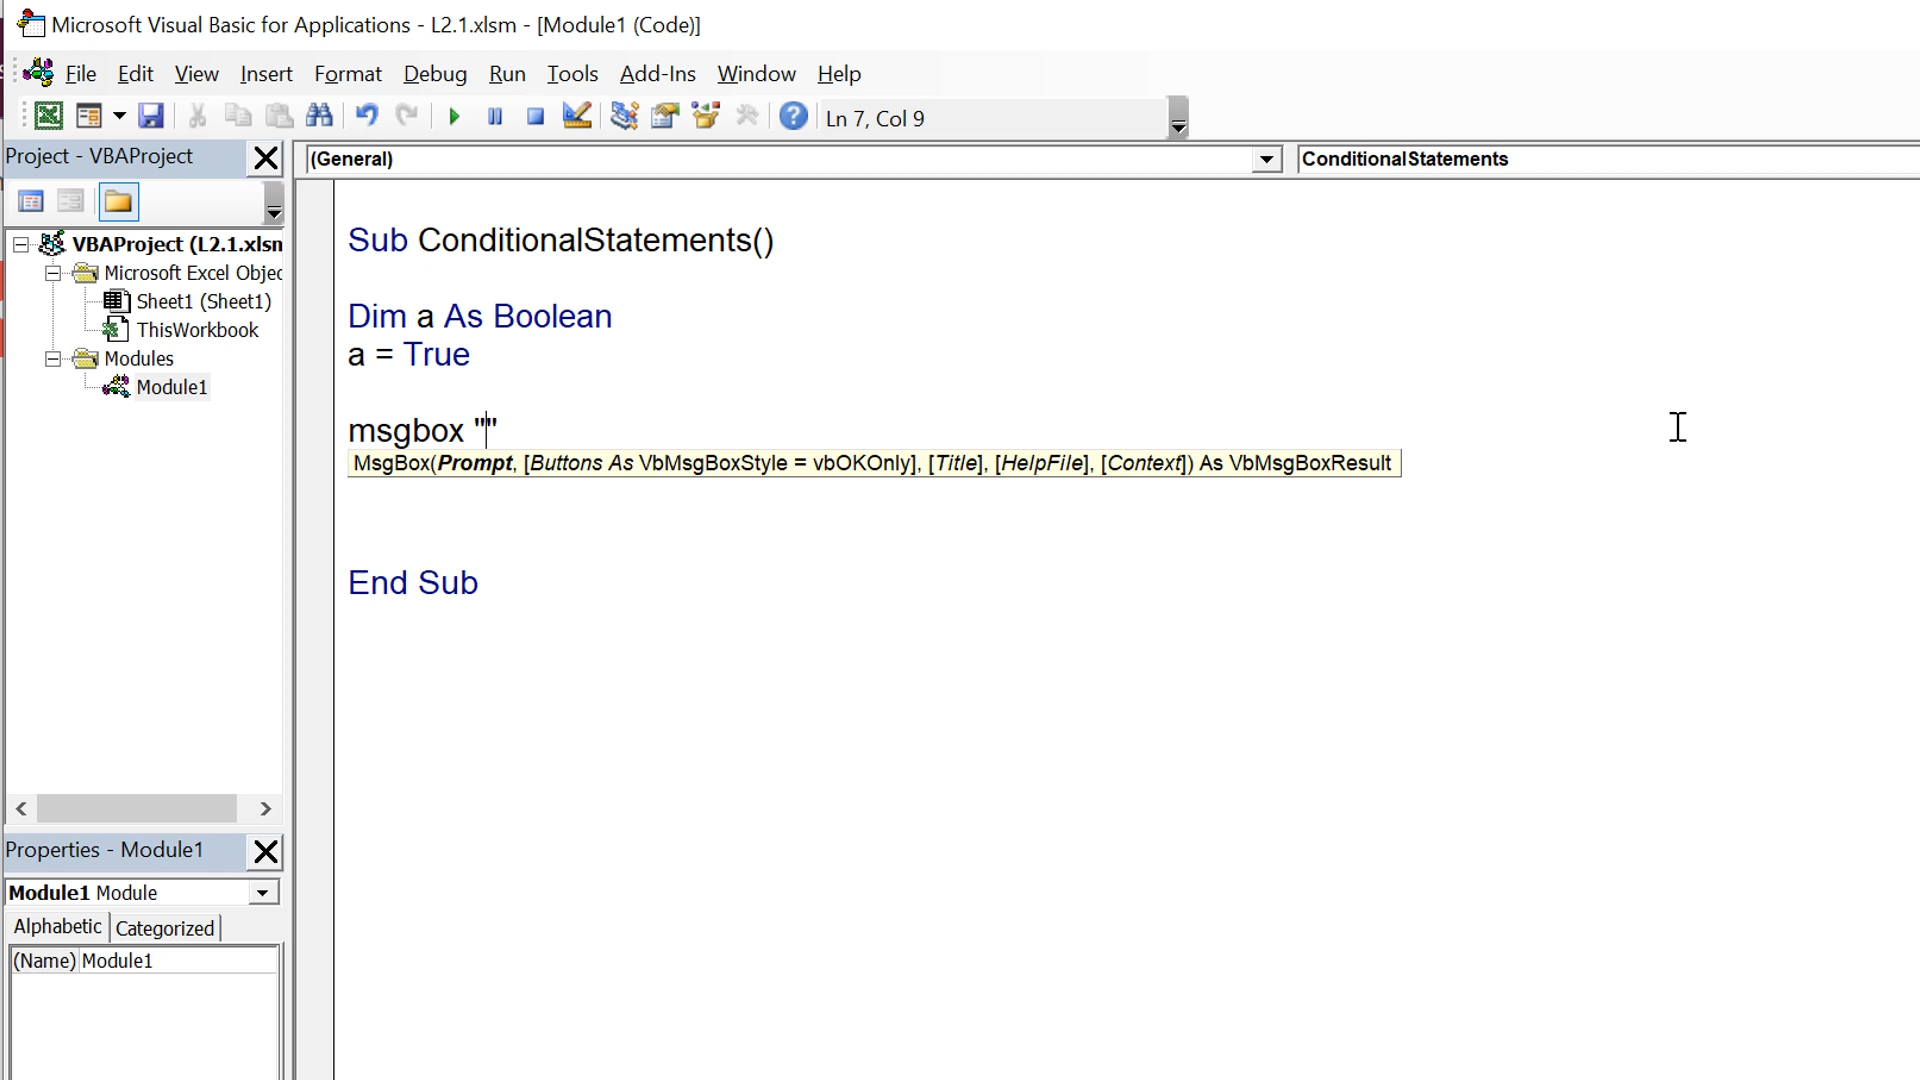 Microsoft Visual Basic for Applications - L2.1.xlsm - [Module1 (Code)]
File Edit View Insert Format Debug Run Tools Add-Ins Window Help
Ln 7, Col 9
Project - VBAProject
(General)
ConditionalStatements
VBAProject (L2.1.xlsm
Microsoft Excel Objec
Sheet1 (Sheet1)
ThisWorkbook
Modules
Module1
Sub ConditionalStatements()
Dim a As Boolean
a = True
msgbox ""
MsgBox(Prompt, [Buttons As VbMsgBoxStyle = vbOKOnly], [Title], [HelpFile], [Context]) As VbMsgBoxResult
End Sub
Properties - Module1
Module1 Module
Alphabetic Categorized
(Name) Module1